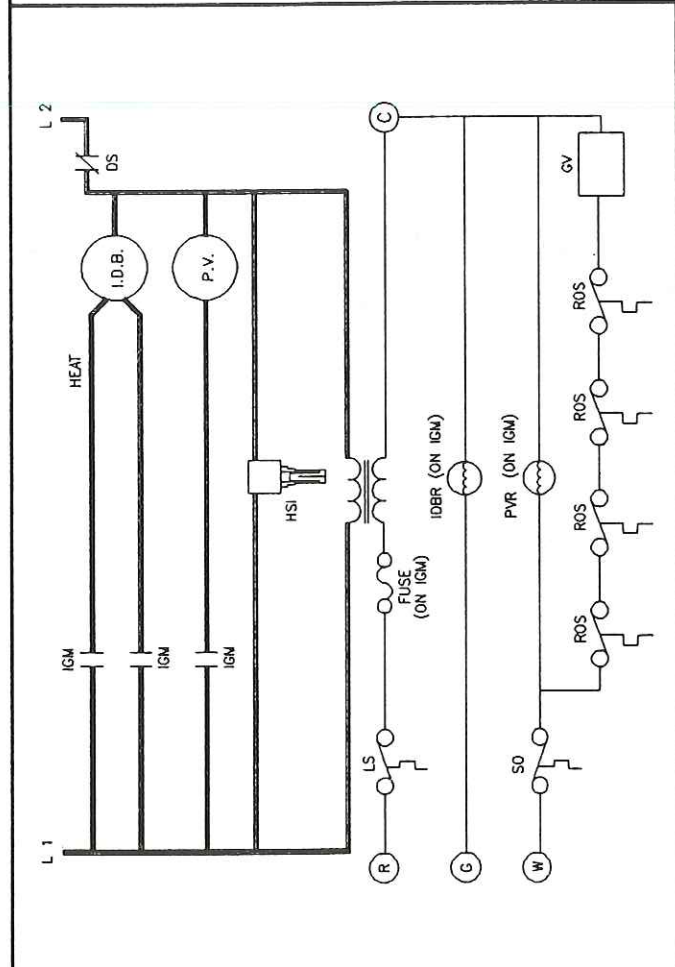 L 1
L 2
DS
IGM
HEAT
I.D.B.
IGM
P.V.
IGM
HSI
R
LS
FUSE
(ON IGM)
C
G
IDBR (ON IGM)
W
SO
PVR (ON IGM)
ROS
ROS
ROS
ROS
GV